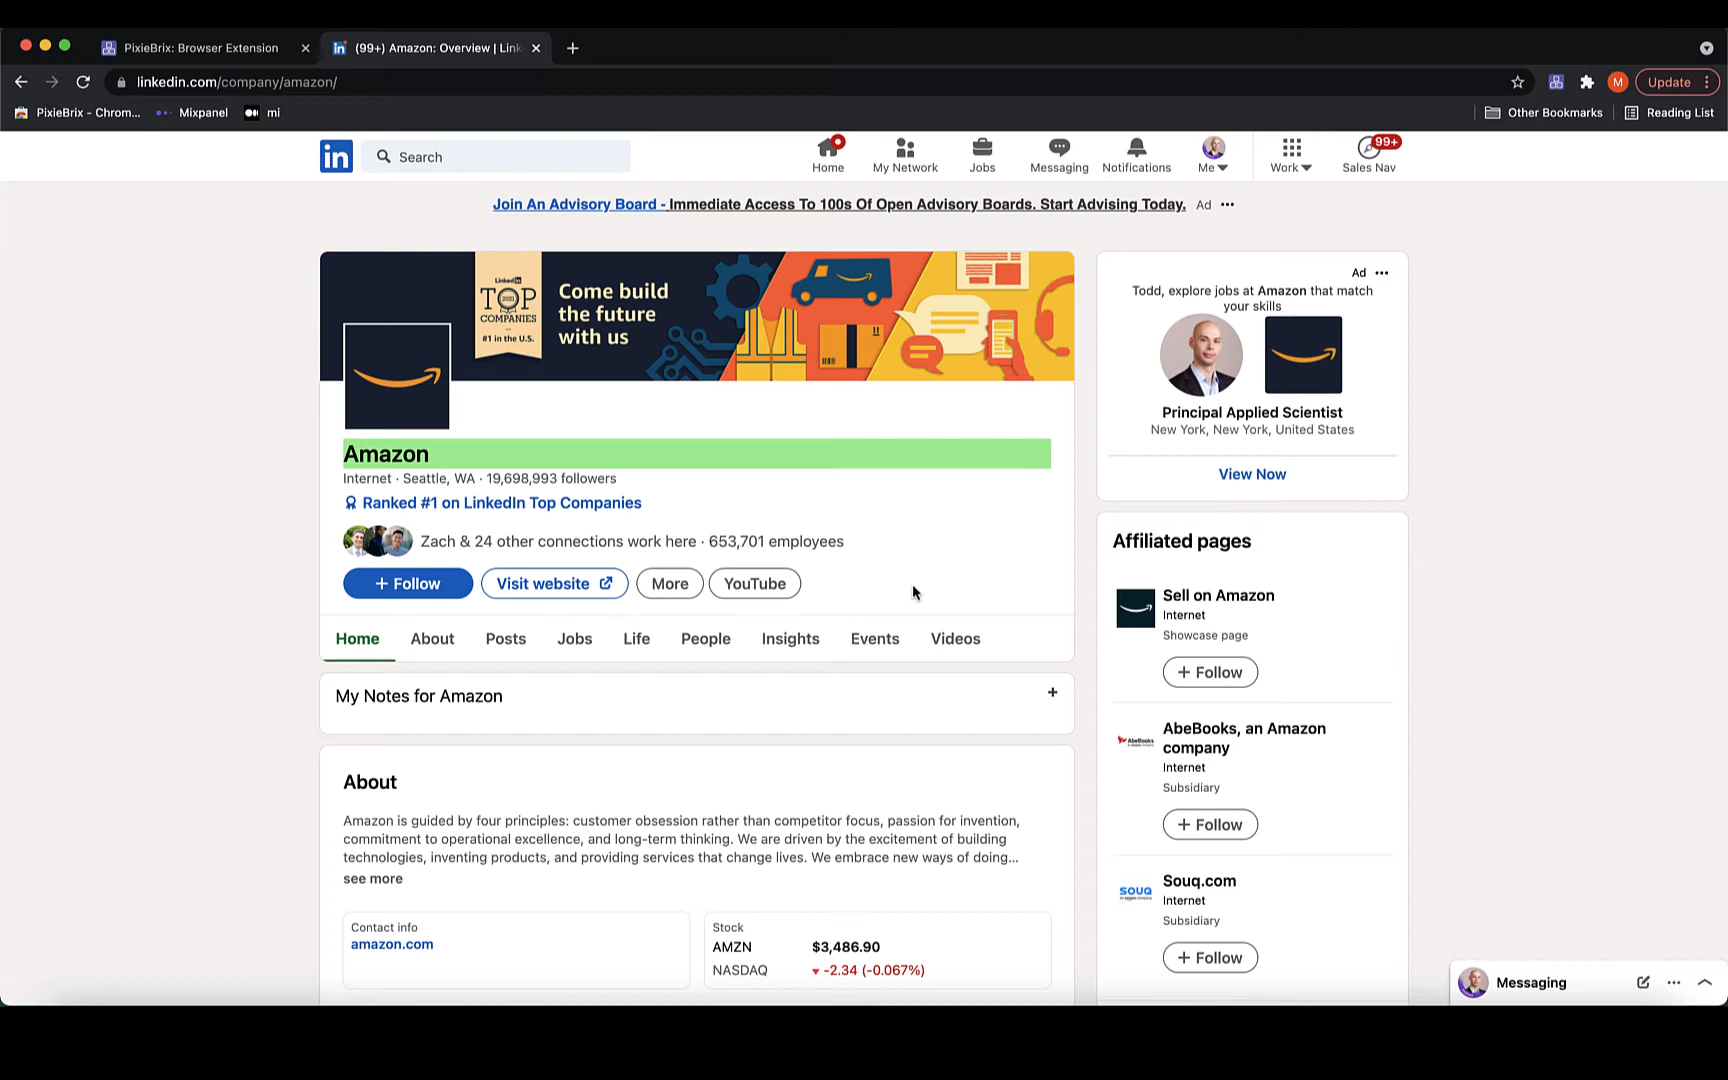 PixieBrix: Browser Extension
(99+) Amazon: Overview | Link
linkedin.com/company/amazon/
M
Update
PixieBrix - Chrom...
Mixpanel
mi
Other Bookmarks
Reading List
in
Search
Home
My Network
Jobs
Messaging
Notifications
Me
Work
99+
Sales Nav
Join An Advisory Board - Immediate Access To 100s Of Open Advisory Boards. Start Advising Today.
Ad
LinkedIn
TOP
2021
COMPANIES
#1 in the U.S.
Come build
the future
with us
Amazon
Internet · Seattle, WA · 19,698,993 followers
Ranked #1 on LinkedIn Top Companies
Zach & 24 other connections work here · 653,701 employees
+ Follow
Visit website
More
YouTube
Home
About
Posts
Jobs
Life
People
Insights
Events
Videos
My Notes for Amazon
+
About
Amazon is guided by four principles: customer obsession rather than competitor focus, passion for invention,
commitment to operational excellence, and long-term thinking. We are driven by the excitement of building
technologies, inventing products, and providing services that change lives. We embrace new ways of doing...
see more
Contact info
amazon.com
Stock
AMZN
$3,486.90
NASDAQ
-2.34 (-0.067%)
Ad
Todd, explore jobs at Amazon that match
your skills
Principal Applied Scientist
New York, New York, United States
View Now
Affiliated pages
Sell on Amazon
Internet
Showcase page
+ Follow
AbeBooks
AbeBooks, an Amazon
company
Internet
Subsidiary
+ Follow
SOUQ
Souq.com
Internet
Subsidiary
+ Follow
Messaging